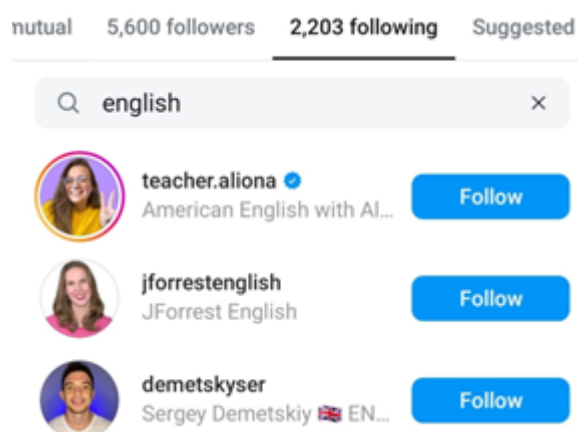 mutual 5,600 followers 2,203 following Suggested
english
teacher.aliona
American English with Al...
Follow
jforrestenglish
JForrest English
Follow
demetskyser
Sergey Demetskiy 🇬🇧 EN...
Follow